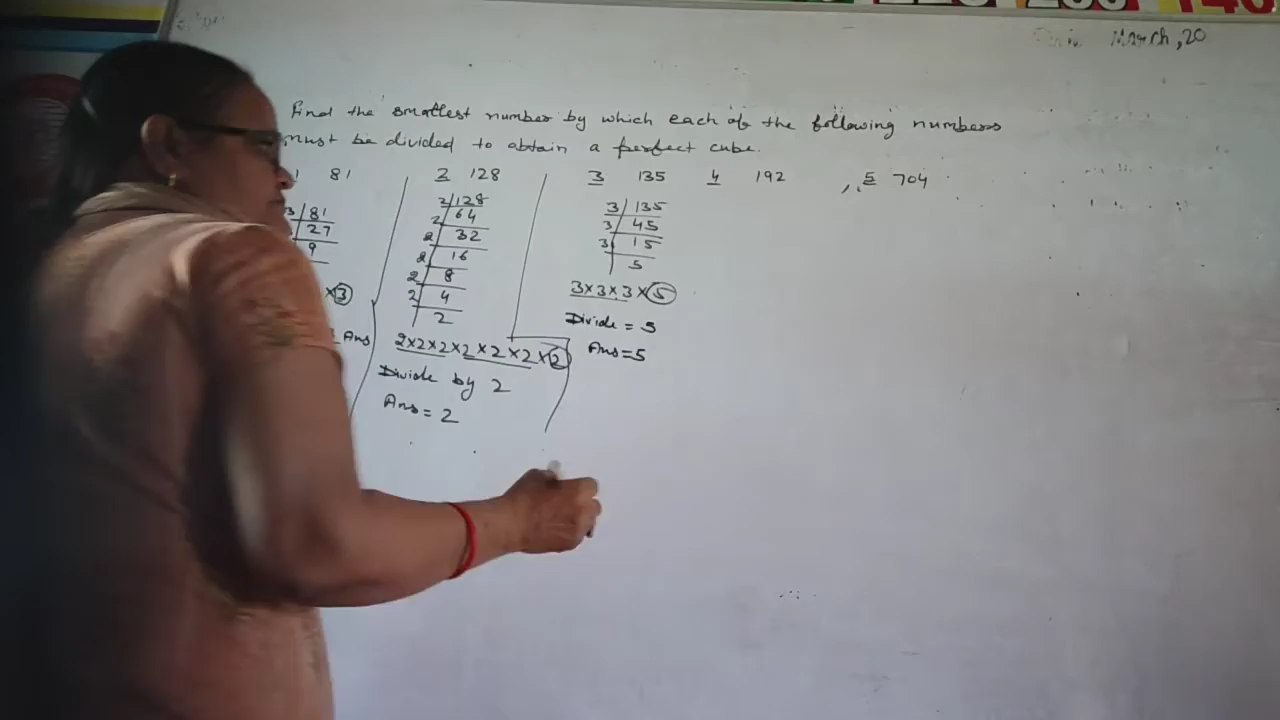 March, 20
Find the smallest number by which each of the following numbers
must be divided to obtain a perfect cube.
1 81
3 81
27
9
×3
Ans
2 128
2 128
2 64
2 32
2 16
2 8
2 4
2
2×2×2×2×2×2×2
Divide by 2
Ans = 2
3 135
3 135
3 45
3 15
5
3×3×3×5
Divide = 5
Ans = 5
4 192
5 704